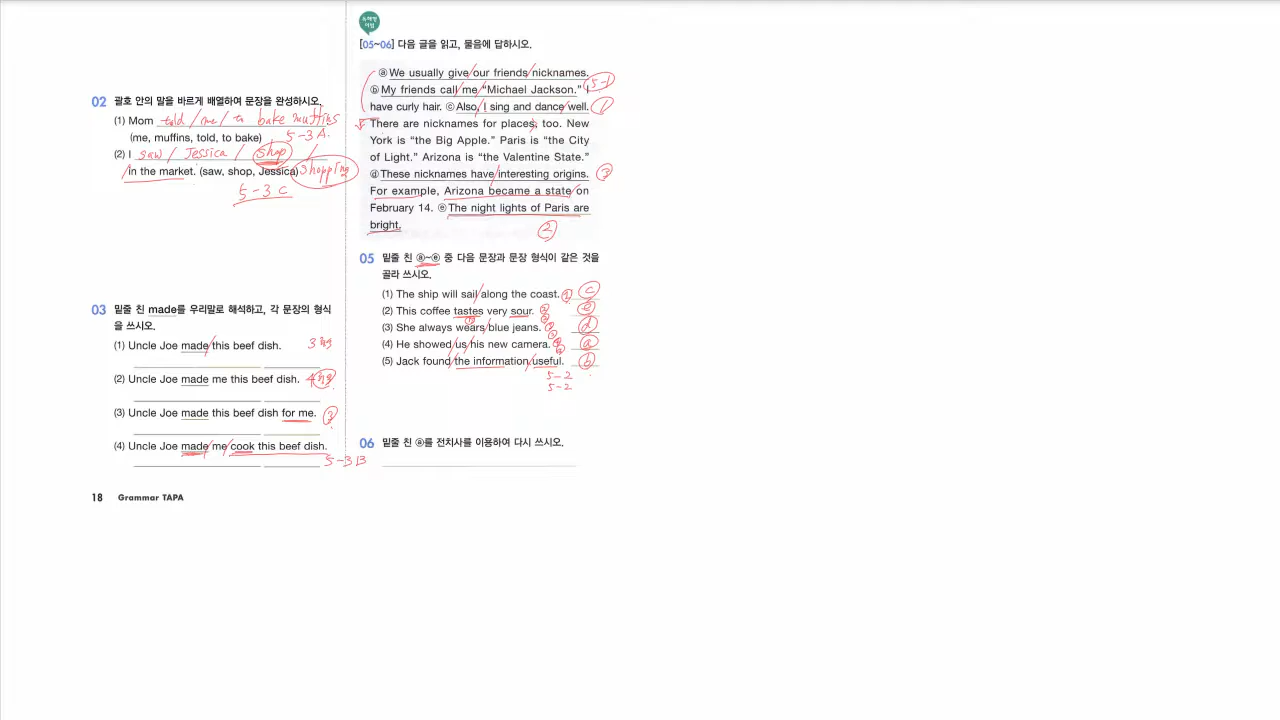 02 괄호 안의 말을 바르게 배열하여 문장을 완성하시오.
(1) Mom told / me / to bake muffins
(me, muffins, told, to bake) 5-3 A.
(2) I saw / Jessica / shop /
in the market. (saw, shop, Jessica) shopping
5-3 C
03 밑줄 친 made를 우리말로 해석하고, 각 문장의 형식
을 쓰시오.
(1) Uncle Joe made this beef dish. 3형식
(2) Uncle Joe made me this beef dish.
(3) Uncle Joe made this beef dish for me. 3
(4) Uncle Joe made me cook this beef dish.
5-3 B
18 Grammar TAPA
독해랑
어법
[05~06] 다음 글을 읽고, 물음에 답하시오.
ⓐ We usually give our friends nicknames.
ⓑ My friends call me “Michael Jackson.” I 5-1
have curly hair. ⓒ Also, I sing and dance well. 1
There are nicknames for places, too. New
York is “the Big Apple.” Paris is “the City
of Light.” Arizona is “the Valentine State.”
ⓓ These nicknames have interesting origins. 3
For example, Arizona became a state on
February 14. ⓔ The night lights of Paris are
bright. 2
05 밑줄 친 ⓐ~ⓔ 중 다음 문장과 문장 형식이 같은 것을
골라 쓰시오.
(1) The ship will sail along the coast. 1 c
(2) This coffee tastes very sour. 2 e
(3) She always wears blue jeans. d
(4) He showed us his new camera. a
(5) Jack found the information useful. b
5-2
5-2
06 밑줄 친 ⓐ를 전치사를 이용하여 다시 쓰시오.